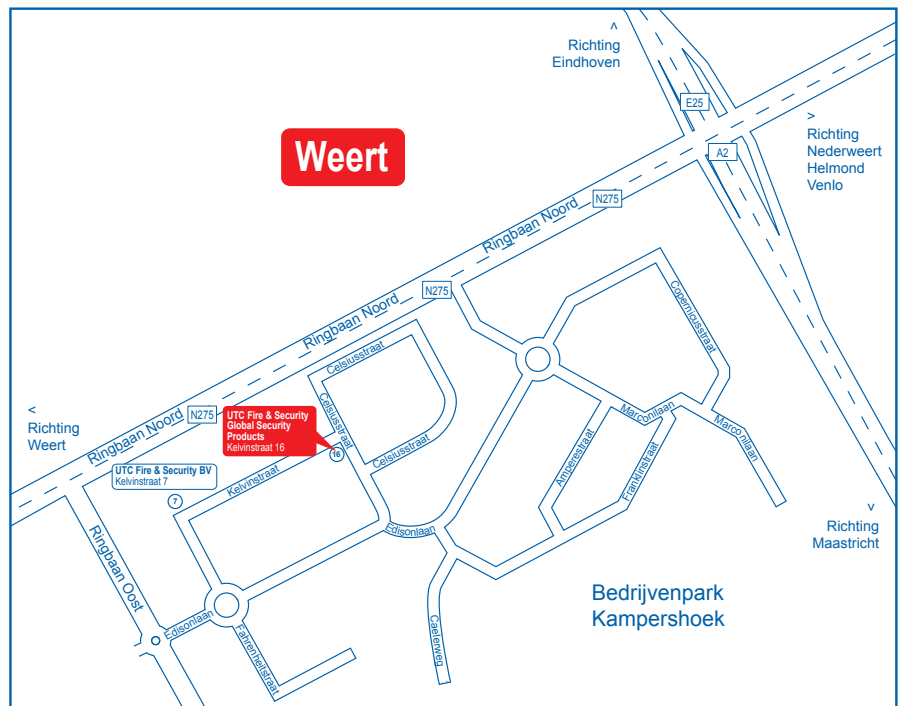 ^
Richting
Eindhoven
E25
>
Richting
Nederweert
Helmond
Venlo
A2
Weert
N275
Ringbaan Noord
N275
Ringbaan Noord
Copernicusstraat
Celsiusstraat
Celsiusstraat
Celsiusstraat
<
Richting
Weert
N275
Ringbaan Noord
UTC Fire & Security
Global Security
Products
Kelvinstraat 16
16
UTC Fire & Security BV
Kelvinstraat 7
7
Kelvinstraat
Marconilaan
Marconilaan
Amperestraat
Franklinstraat
v
Richting
Maastricht
Edisonlaan
Ringbaan Oost
Edisonlaan
Fahrenheitstraat
Caelerweg
Bedrijvenpark
Kampershoek